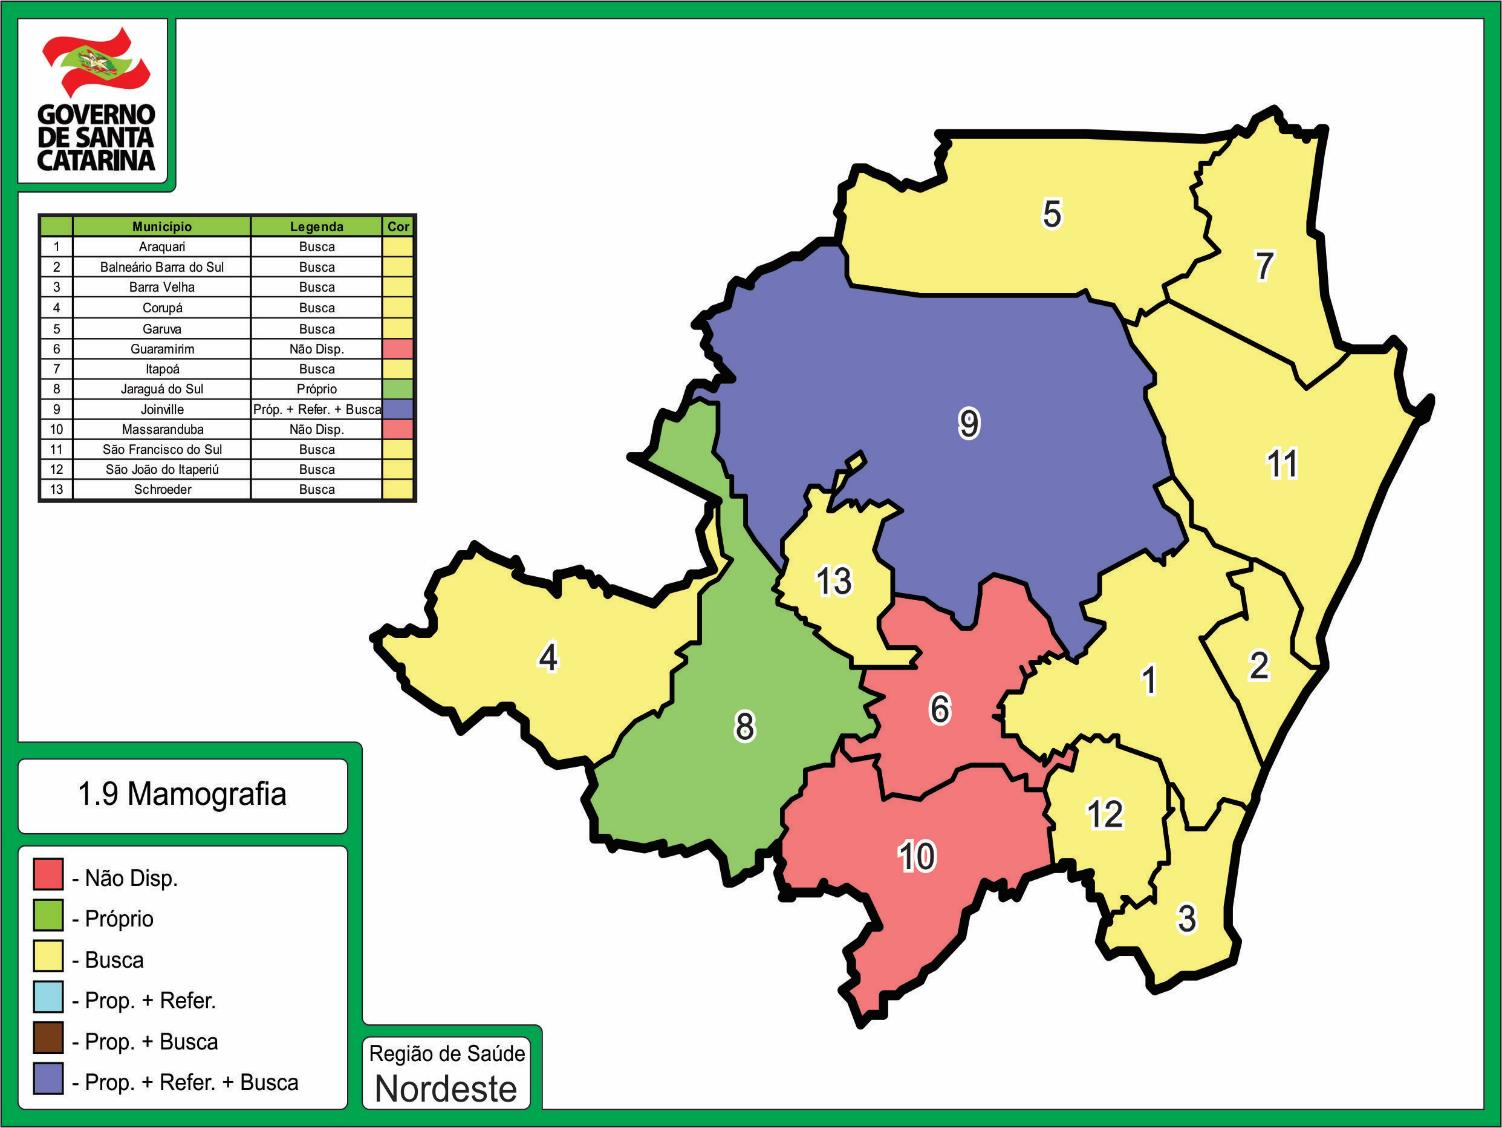 GOVERNO
DE SANTA
CATARINA
Município Legenda Cor
1 Araquari Busca
2 Balneário Barra do Sul Busca
3 Barra Velha Busca
4 Corupá Busca
5 Garuva Busca
6 Guaramirim Não Disp.
7 Itapoá Busca
8 Jaraguá do Sul Próprio
9 Joinville Próp. + Refer. + Busca
10 Massaranduba Não Disp.
11 São Francisco do Sul Busca
12 São João do Itaperiú Busca
13 Schroeder Busca
5
7
9
11
13
4
2
1
6
8
12
10
3
1.9 Mamografia
- Não Disp.
- Próprio
- Busca
- Prop. + Refer.
- Prop. + Busca
- Prop. + Refer. + Busca
Região de Saúde
Nordeste